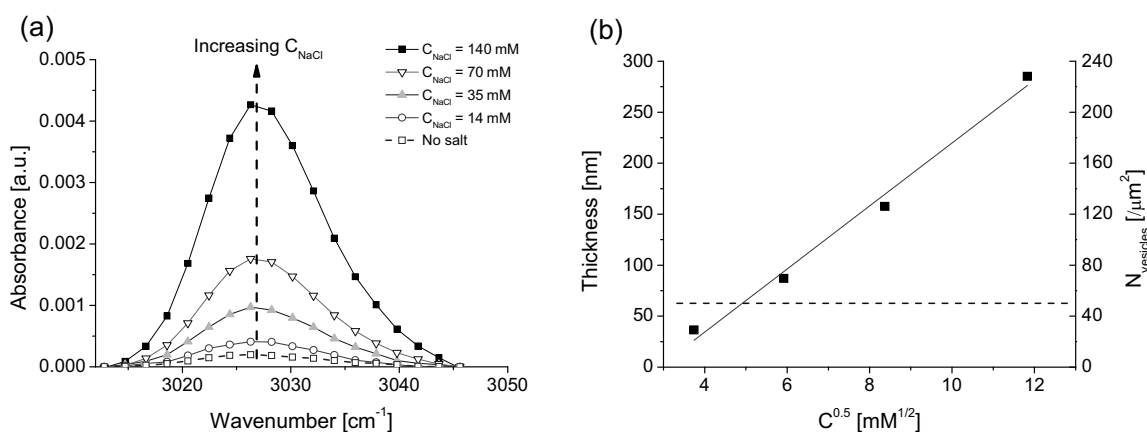 (a)
Increasing C_NaCl
C_NaCl = 140 mM
C_NaCl = 70 mM
C_NaCl = 35 mM
C_NaCl = 14 mM
No salt
Absorbance [a.u.]
0.005
0.004
0.003
0.002
0.001
0.000
3020 3030 3040 3050
Wavenumber [cm⁻¹]
(b)
Thickness [nm]
300
250
200
150
100
50
0
240
200
160
120
80
40
0
N_vesicles [/μm²]
4 6 8 10 12
C^0.5 [mM^1/2]